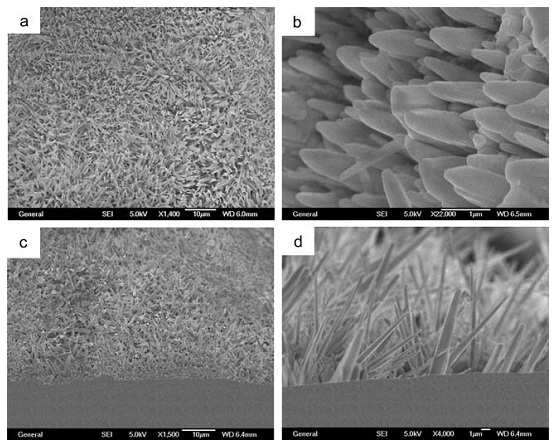 a
General SEI 5.0kV X1,400 10µm WD 6.0mm
b
General SEI 5.0kV X22,000 1µm WD 6.5mm
c
General SEI 5.0kV X1,500 10µm WD 6.4mm
d
General SEI 5.0kV X4,000 1µm WD 6.4mm